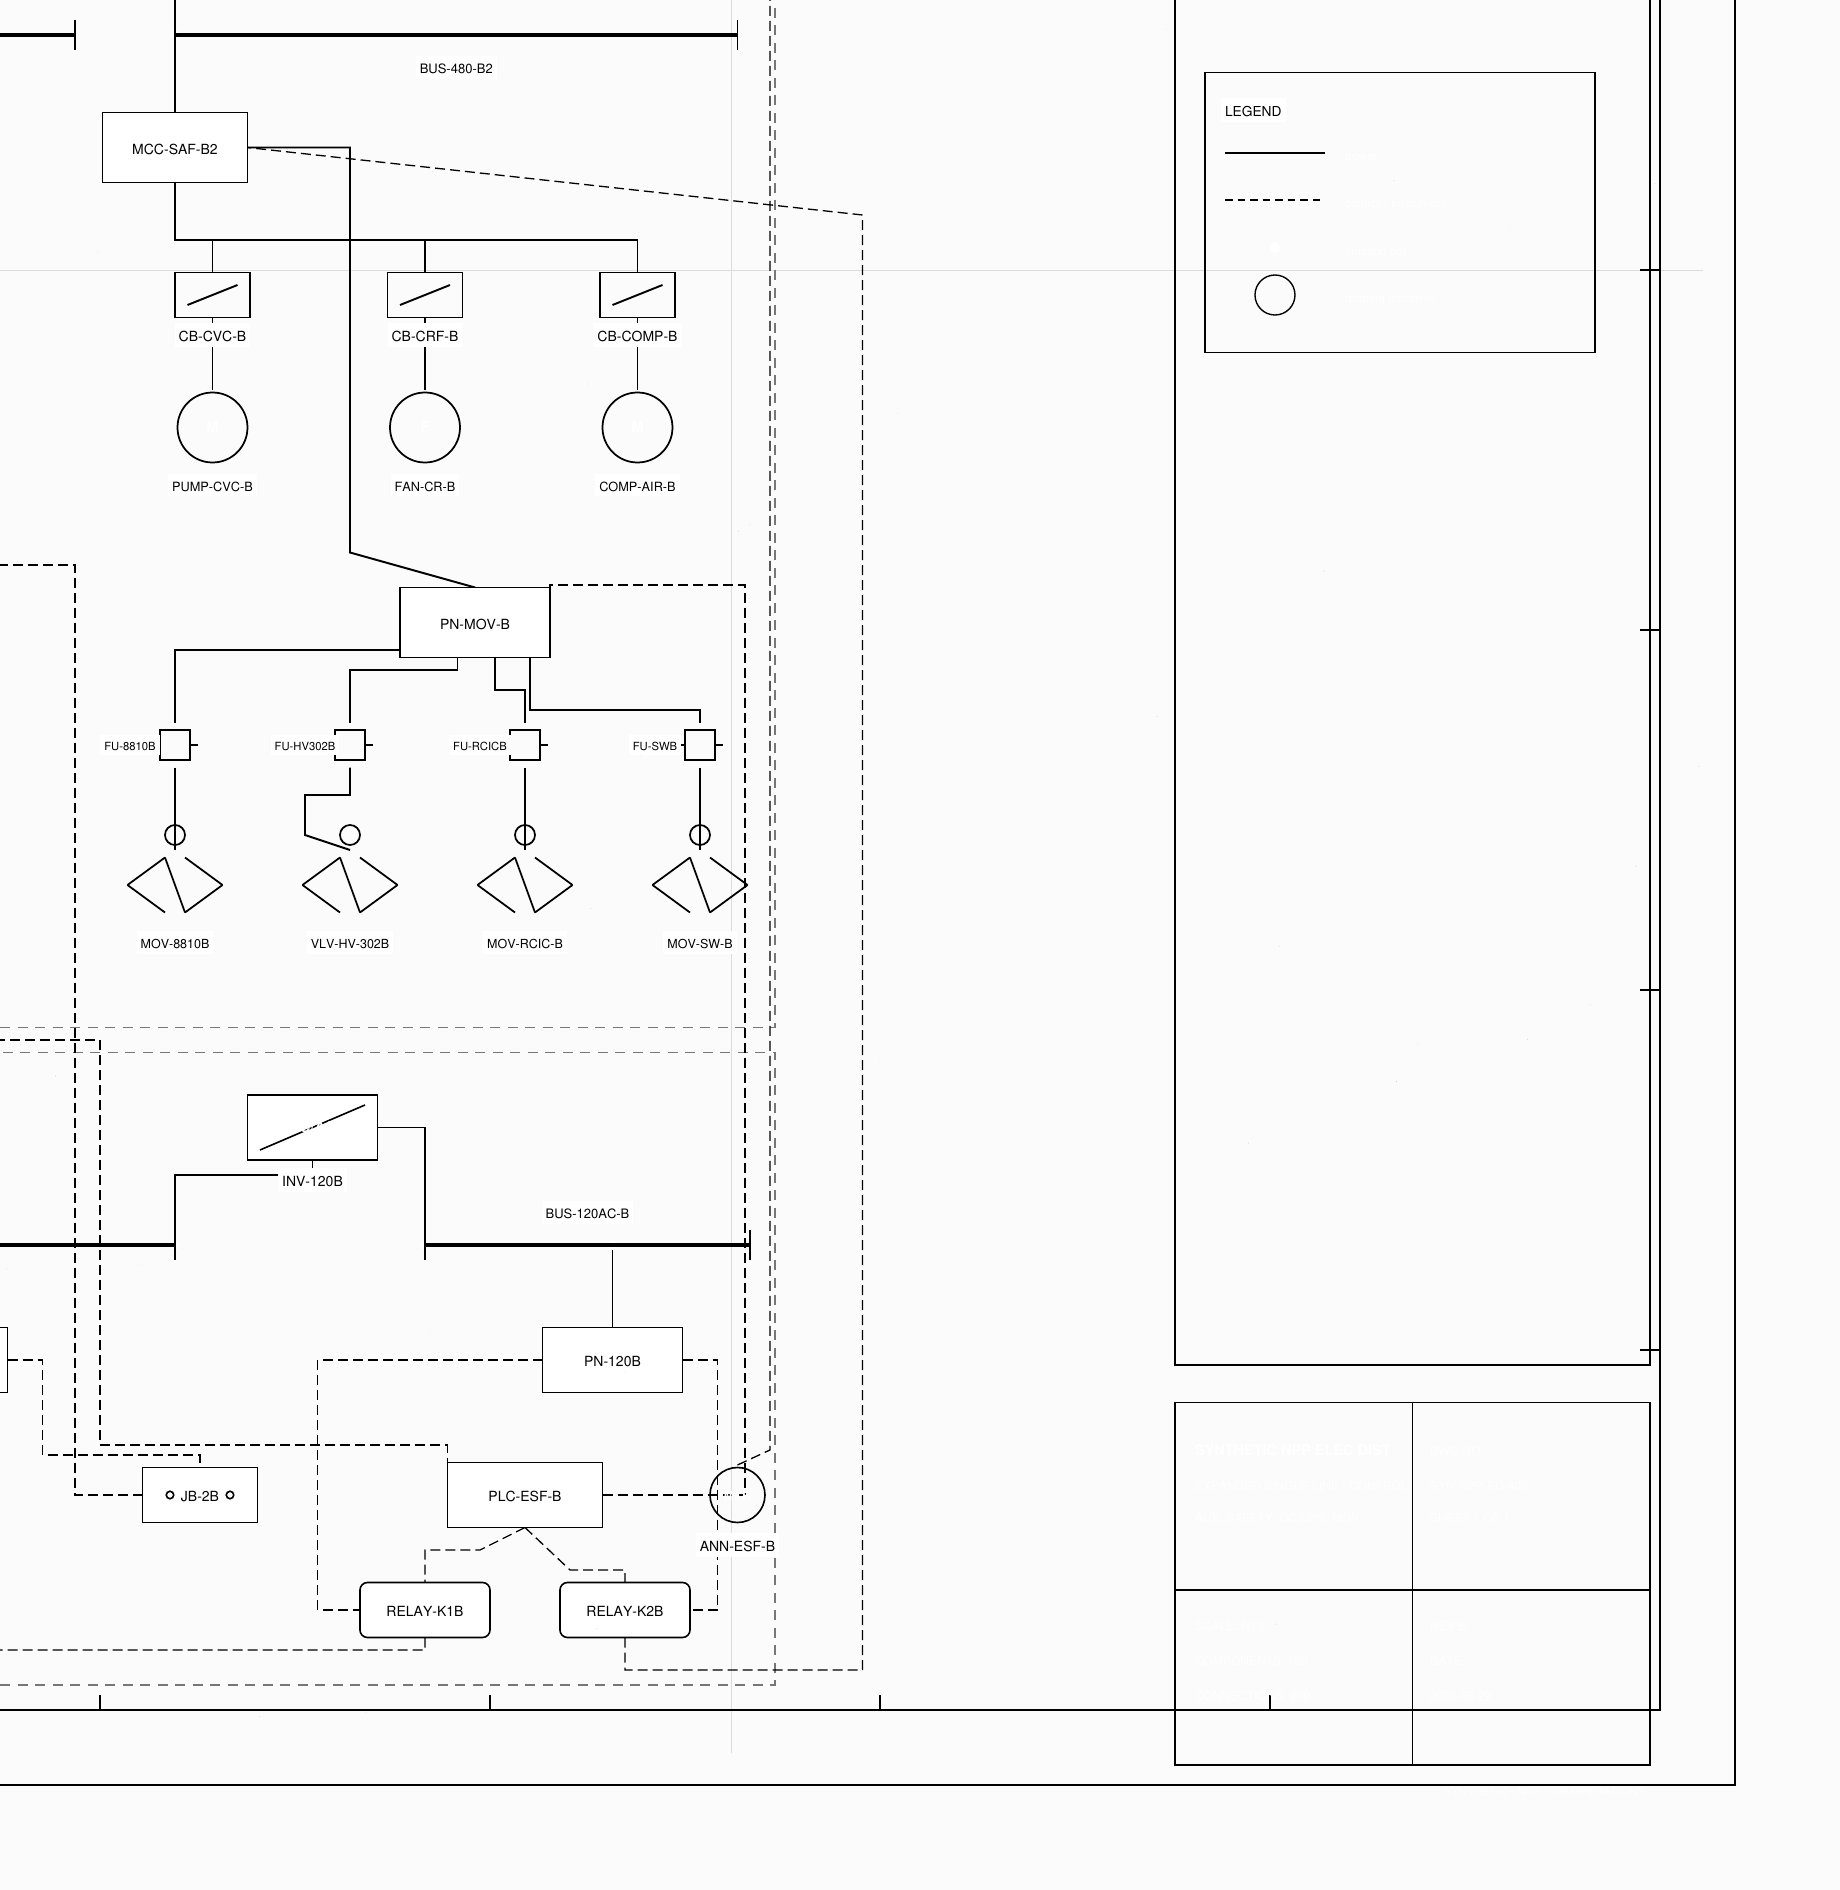 BUS-480-B2
LEGEND
MCC-SAF-B2
CB-CVC-B
CB-CRF-B
CB-COMP-B
PUMP-CVC-B
FAN-CR-B
COMP-AIR-B
PN-MOV-B
FU-8810B
FU-HV302B
FU-RCICB
FU-SWB
MOV-8810B
VLV-HV-302B
MOV-RCIC-B
MOV-SW-B
INV-120B
BUS-120AC-B
PN-120B
JB-2B
PLC-ESF-B
ANN-ESF-B
RELAY-K1B
RELAY-K2B